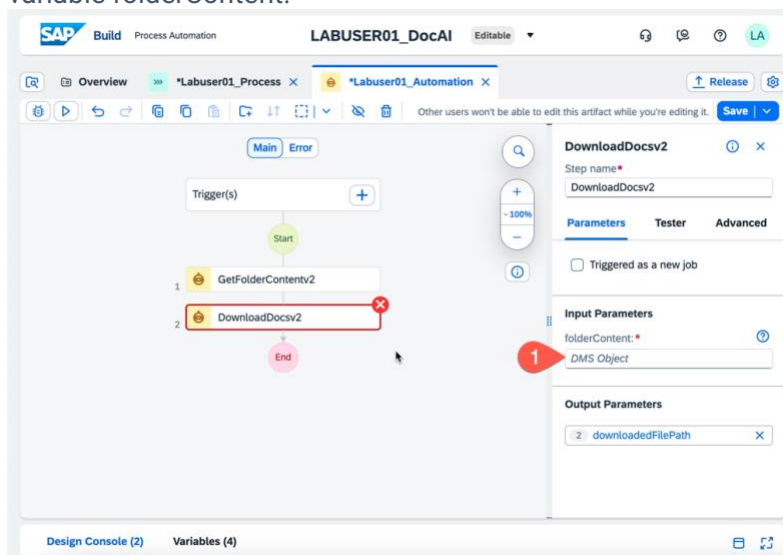 variable folderContent.
SAP Build Process Automation LABUSER01_DocAI Editable LA
Overview *Labuser01_Process *Labuser01_Automation Release
Other users won't be able to edit this artifact while you're editing it. Save
Main Error
Trigger(s)
Start
1 GetFolderContentv2
2 DownloadDocsv2
End
~100%
DownloadDocsv2
Step name*
DownloadDocsv2
Parameters Tester Advanced
Triggered as a new job
Input Parameters
folderContent:*
1 DMS Object
Output Parameters
2 downloadedFilePath
Design Console (2) Variables (4)